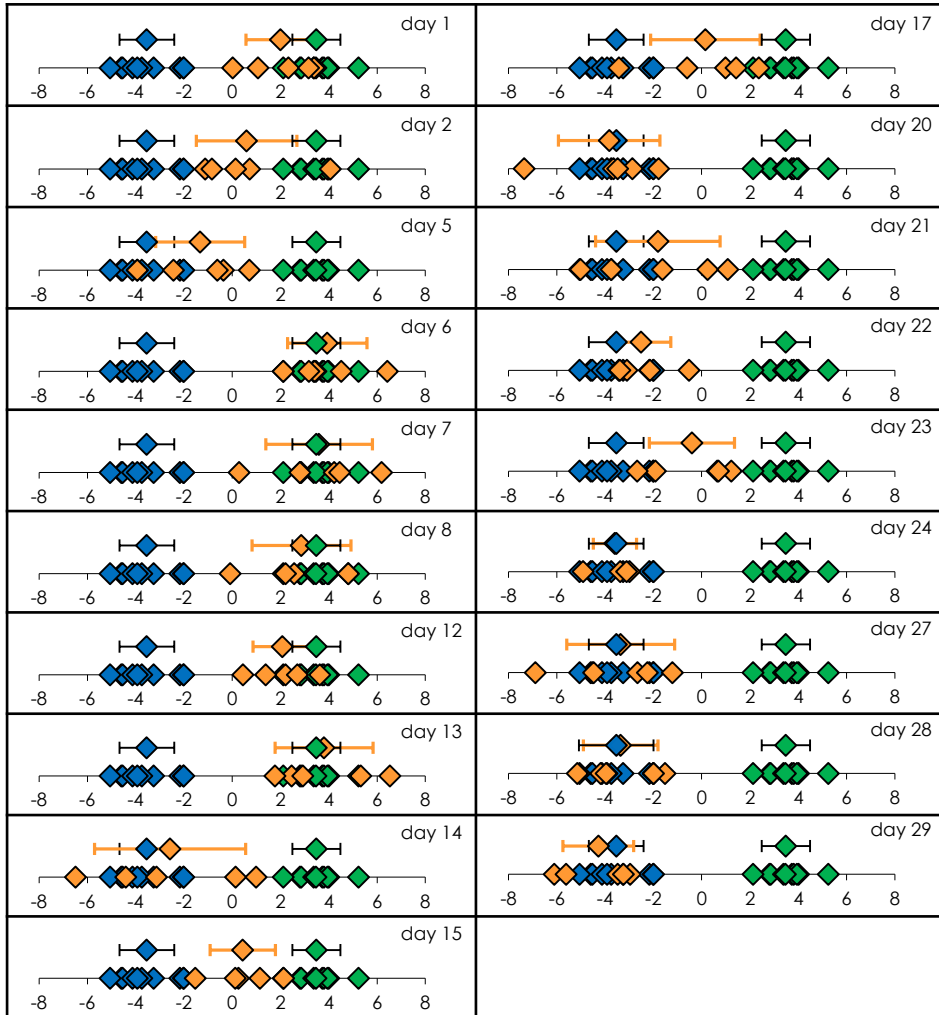 day 1
-8 -6 -4 -2 0 2 4 6 8
day 2
-8 -6 -4 -2 0 2 4 6 8
day 5
-8 -6 -4 -2 0 2 4 6 8
day 6
-8 -6 -4 -2 0 2 4 6 8
day 7
-8 -6 -4 -2 0 2 4 6 8
day 8
-8 -6 -4 -2 0 2 4 6 8
day 12
-8 -6 -4 -2 0 2 4 6 8
day 13
-8 -6 -4 -2 0 2 4 6 8
day 14
-8 -6 -4 -2 0 2 4 6 8
day 15
-8 -6 -4 -2 0 2 4 6 8
day 17
-8 -6 -4 -2 0 2 4 6 8
day 20
-8 -6 -4 -2 0 2 4 6 8
day 21
-8 -6 -4 -2 0 2 4 6 8
day 22
-8 -6 -4 -2 0 2 4 6 8
day 23
-8 -6 -4 -2 0 2 4 6 8
day 24
-8 -6 -4 -2 0 2 4 6 8
day 27
-8 -6 -4 -2 0 2 4 6 8
day 28
-8 -6 -4 -2 0 2 4 6 8
day 29
-8 -6 -4 -2 0 2 4 6 8